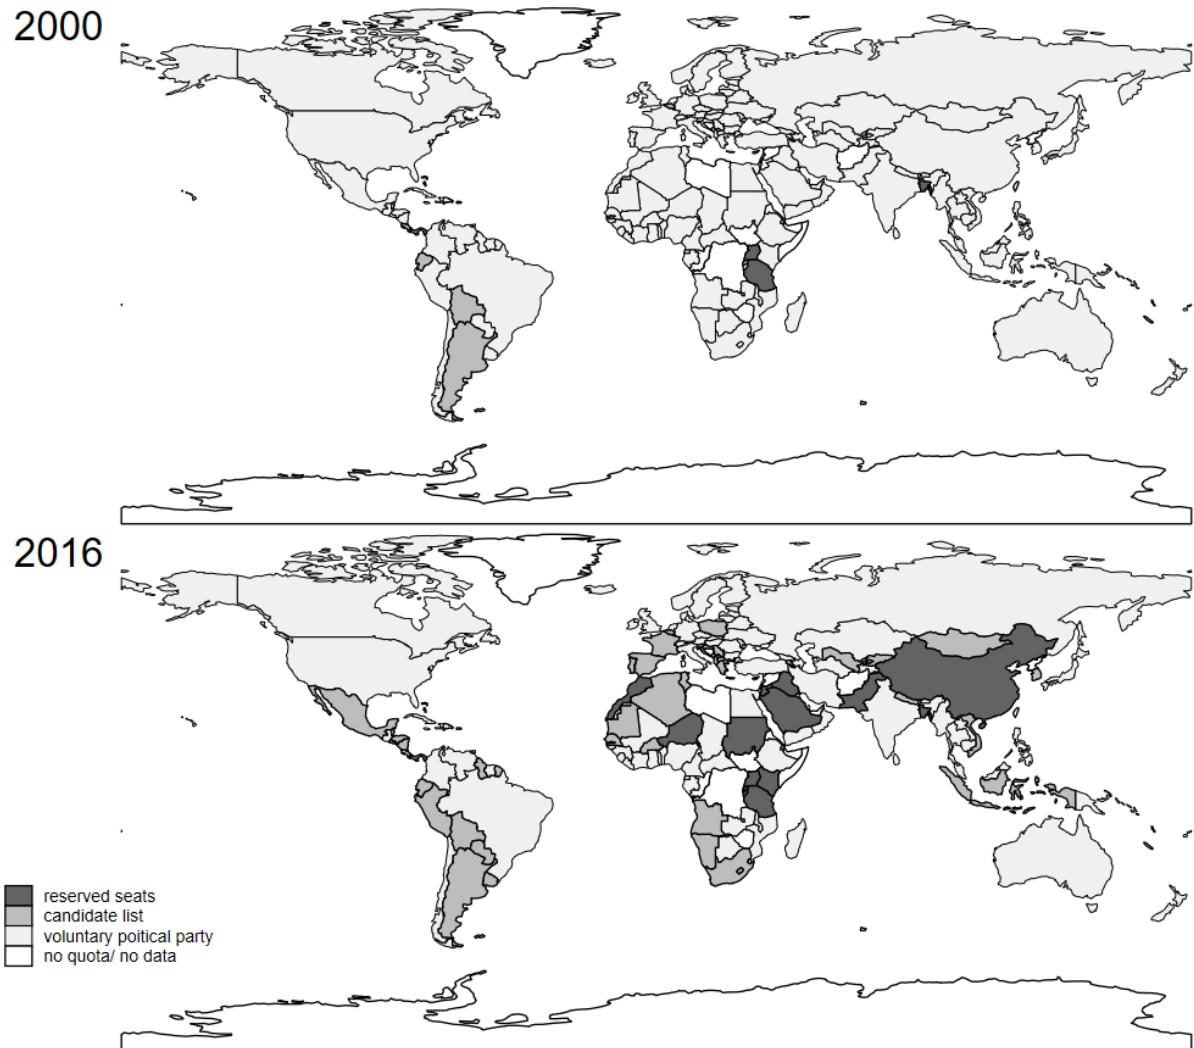 2000
2016
reserved seats
candidate list
voluntary poitical party
no quota/ no data